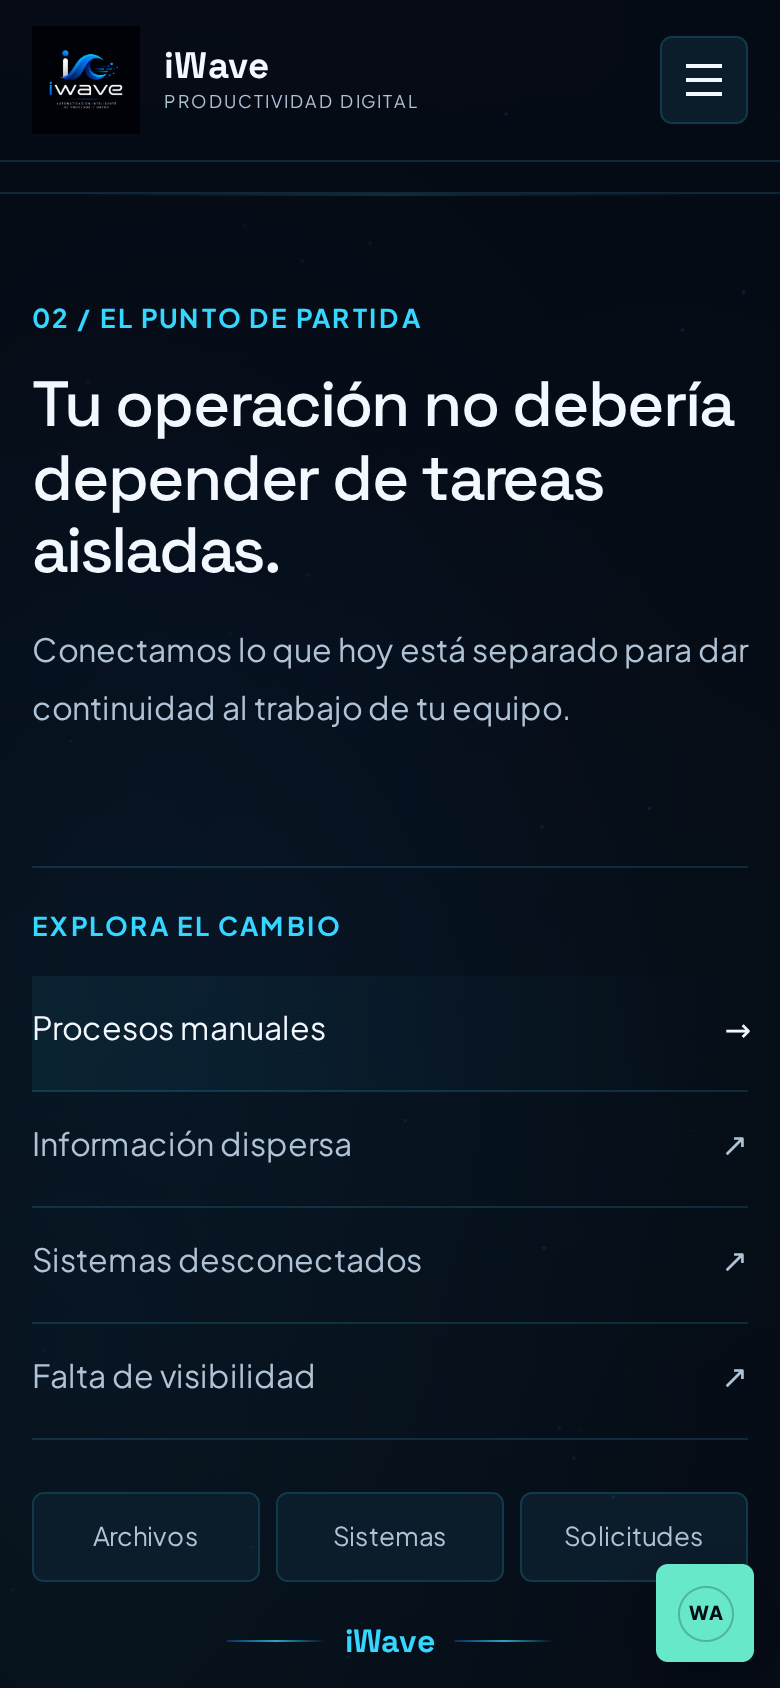 iwave
iWave
PRODUCTIVIDAD DIGITAL
02 / EL PUNTO DE PARTIDA
Tu operación no debería
depender de tareas
aisladas.
Conectamos lo que hoy está separado para dar
continuidad al trabajo de tu equipo.
EXPLORA EL CAMBIO
Procesos manuales →
Información dispersa ↗
Sistemas desconectados ↗
Falta de visibilidad ↗
Archivos Sistemas Solicitudes
WA
iWave